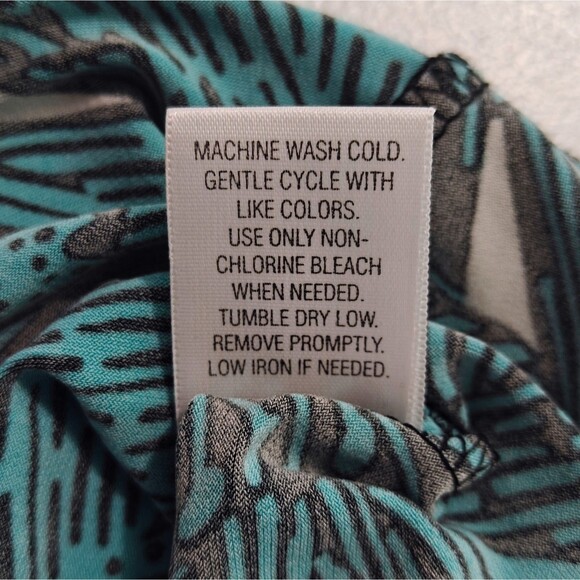 MACHINE WASH COLD.
GENTLE CYCLE WITH
LIKE COLORS.
USE ONLY NON-
CHLORINE BLEACH
WHEN NEEDED.
TUMBLE DRY LOW.
REMOVE PROMPTLY.
LOW IRON IF NEEDED.